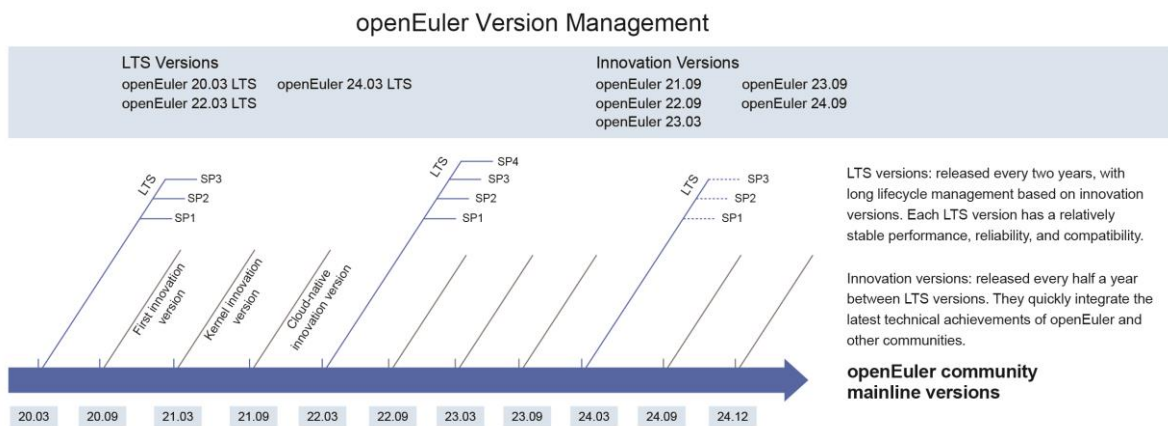 openEuler Version Management
LTS Versions
openEuler 20.03 LTS openEuler 24.03 LTS
openEuler 22.03 LTS
Innovation Versions
openEuler 21.09 openEuler 23.09
openEuler 22.09 openEuler 24.09
openEuler 23.03
LTS
SP3
SP2
SP1
First innovation
version
Kernel innovation
version
Cloud-native
innovation version
LTS
SP4
SP3
SP2
SP1
LTS
SP3
SP2
SP1
LTS versions: released every two years, with
long lifecycle management based on innovation
versions. Each LTS version has a relatively
stable performance, reliability, and compatibility.
Innovation versions: released every half a year
between LTS versions. They quickly integrate the
latest technical achievements of openEuler and
other communities.
openEuler community
mainline versions
20.03 20.09 21.03 21.09 22.03 22.09 23.03 23.09 24.03 24.09 24.12